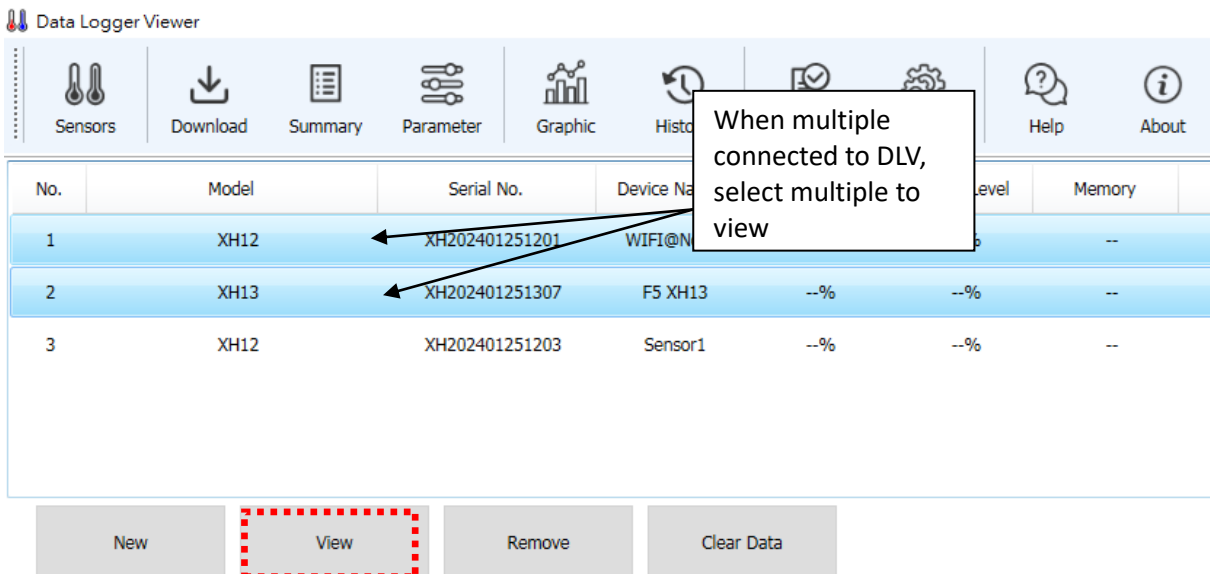 Data Logger Viewer
Sensors Download Summary Parameter Graphic Help About
When multiple
connected to DLV,
select multiple to
view
No. Model Serial No. Device Memory
1 XH12 XH202401251201 --
2 XH13 XH202401251307 F5 XH13 --% --% --
3 XH12 XH202401251203 Sensor1 --% --% --
New View Remove Clear Data